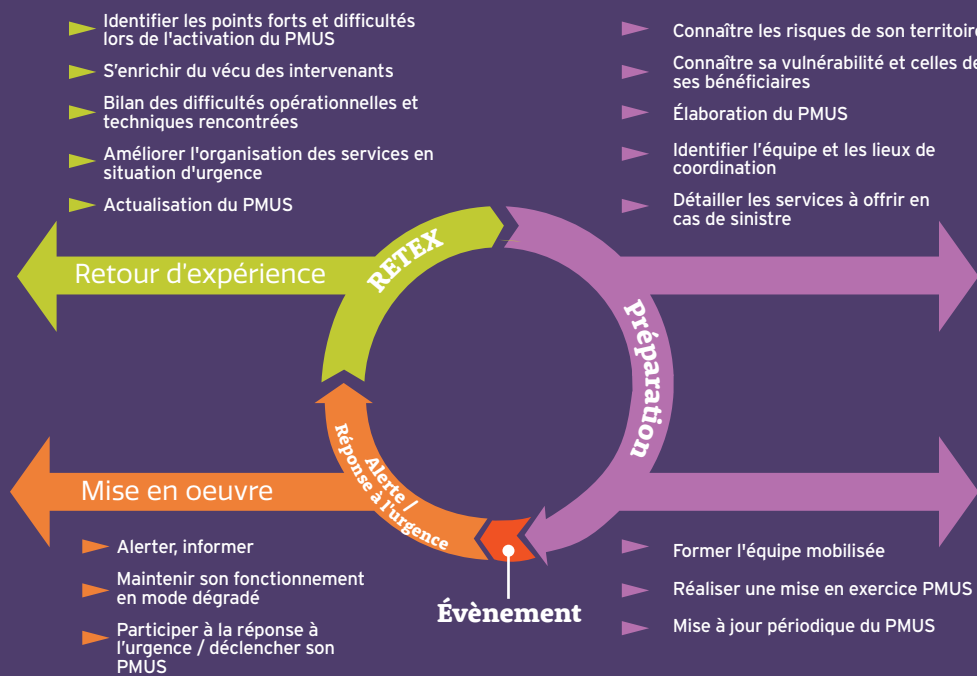 Identifier les points forts et difficultés
lors de l'activation du PMUS
S'enrichir du vécu des intervenants
Bilan des difficultés opérationnelles et
techniques rencontrées
Améliorer l'organisation des services en
situation d'urgence
Actualisation du PMUS
Connaître les risques de son territoire
Connaître sa vulnérabilité et celles de
ses bénéficiaires
Élaboration du PMUS
Identifier l'équipe et les lieux de
coordination
Détailler les services à offrir en
cas de sinistre
Retour d'expérience
RETEX
Préparation
Mise en oeuvre
Alerte /
Réponse à l'urgence
Évènement
Alerter, informer
Maintenir son fonctionnement
en mode dégradé
Participer à la réponse à
l'urgence / déclencher son
PMUS
Former l'équipe mobilisée
Réaliser une mise en exercice PMUS
Mise à jour périodique du PMUS